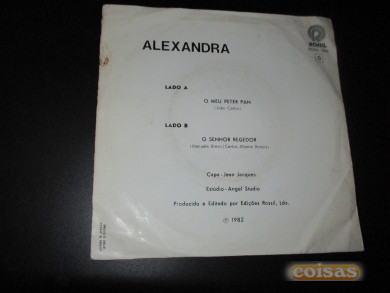 ROSSIL
ALEXANDRA
LADO A
O MEU PETER PAN
LADO B
O SENHOR REGEDOR
Capa - Jean Jacques
Estúdio - Angel Studio
Produzido e Editado por Edições Rossil, Lda.
℗ 1982
coisas